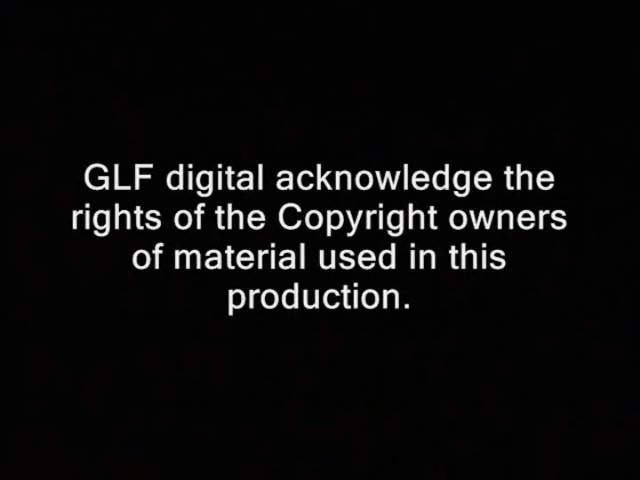 GLF digital acknowledge the
rights of the Copyright owners
of material used in this
production.